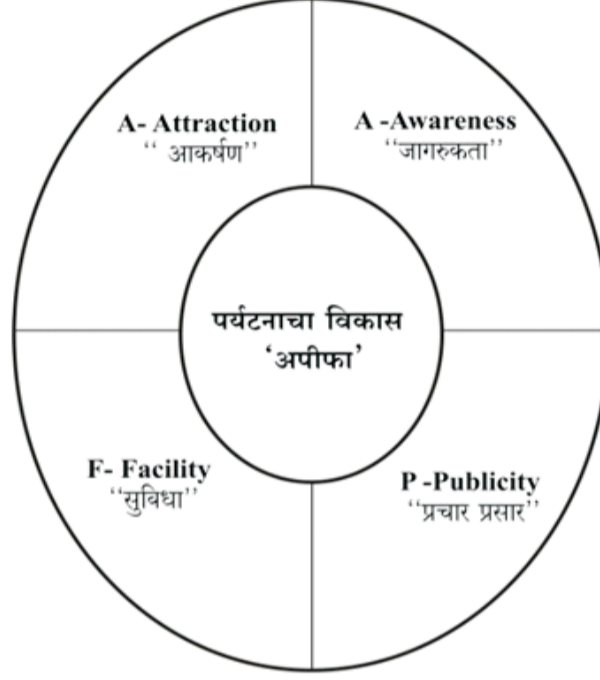 A- Attraction
“ आकर्षण”
A -Awareness
“जागरुकता”
पर्यटनाचा विकास
‘अपीफा’
F- Facility
“सुविधा”
P -Publicity
“प्रचार प्रसार”